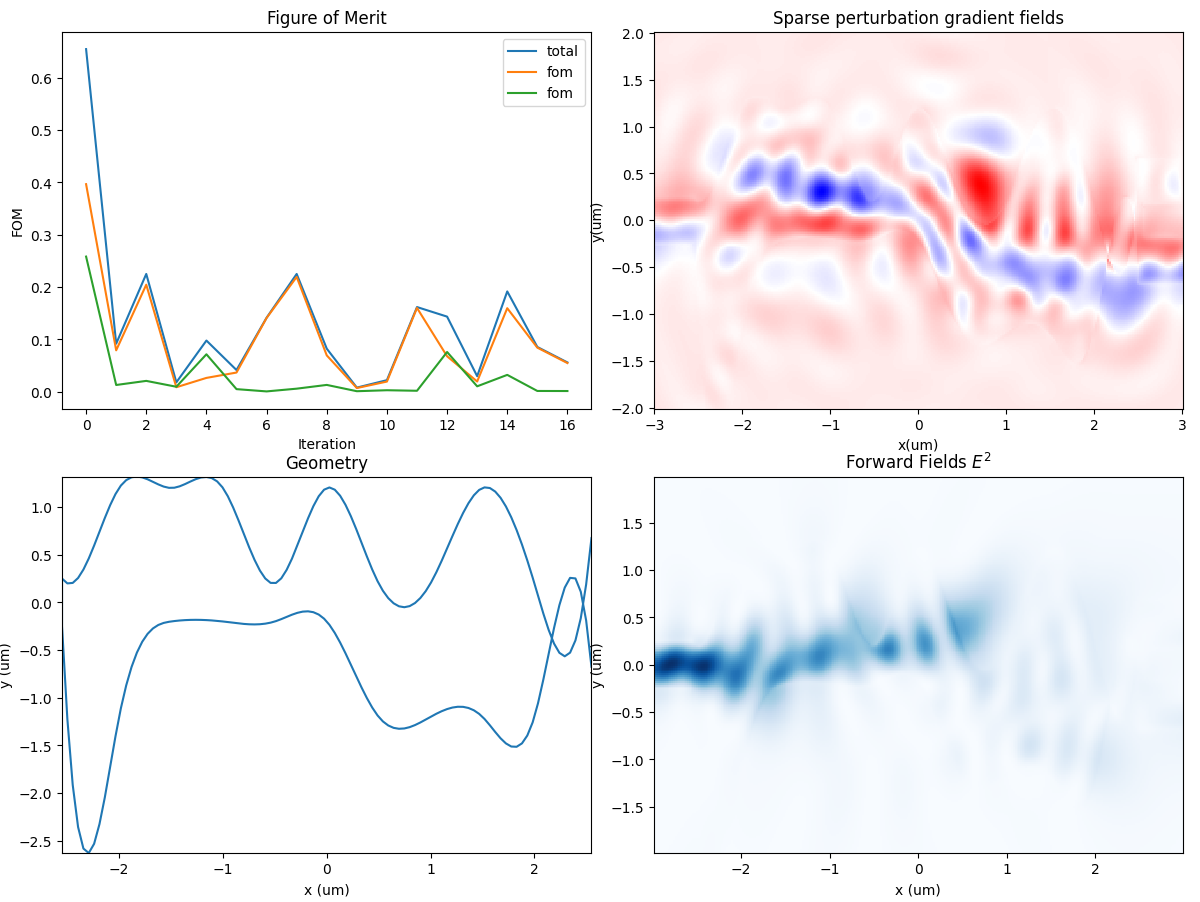 Figure of Merit
total
fom
fom
0.6
0.5
0.4
0.3
0.2
0.1
0.0
FOM
0 2 4 6 8 10 12 14 16
Iteration
Sparse perturbation gradient fields
2.0
1.5
1.0
0.5
0.0
−0.5
−1.0
−1.5
−2.0
y(um)
−3 −2 −1 0 1 2 3
x(um)
Geometry
1.0
0.5
0.0
−0.5
−1.0
−1.5
−2.0
−2.5
y (um)
−2 −1 0 1 2
x (um)
Forward Fields E²
1.5
1.0
0.5
0.0
−0.5
−1.0
−1.5
y (um)
−2 −1 0 1 2
x (um)